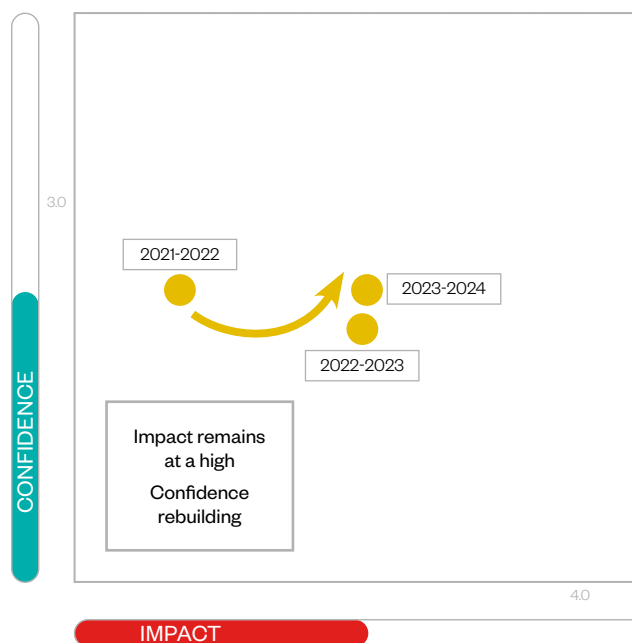 3.0
2021-2022
2023-2024
2022-2023
CONFIDENCE
Impact remains
at a high
Confidence
rebuilding
4.0
IMPACT